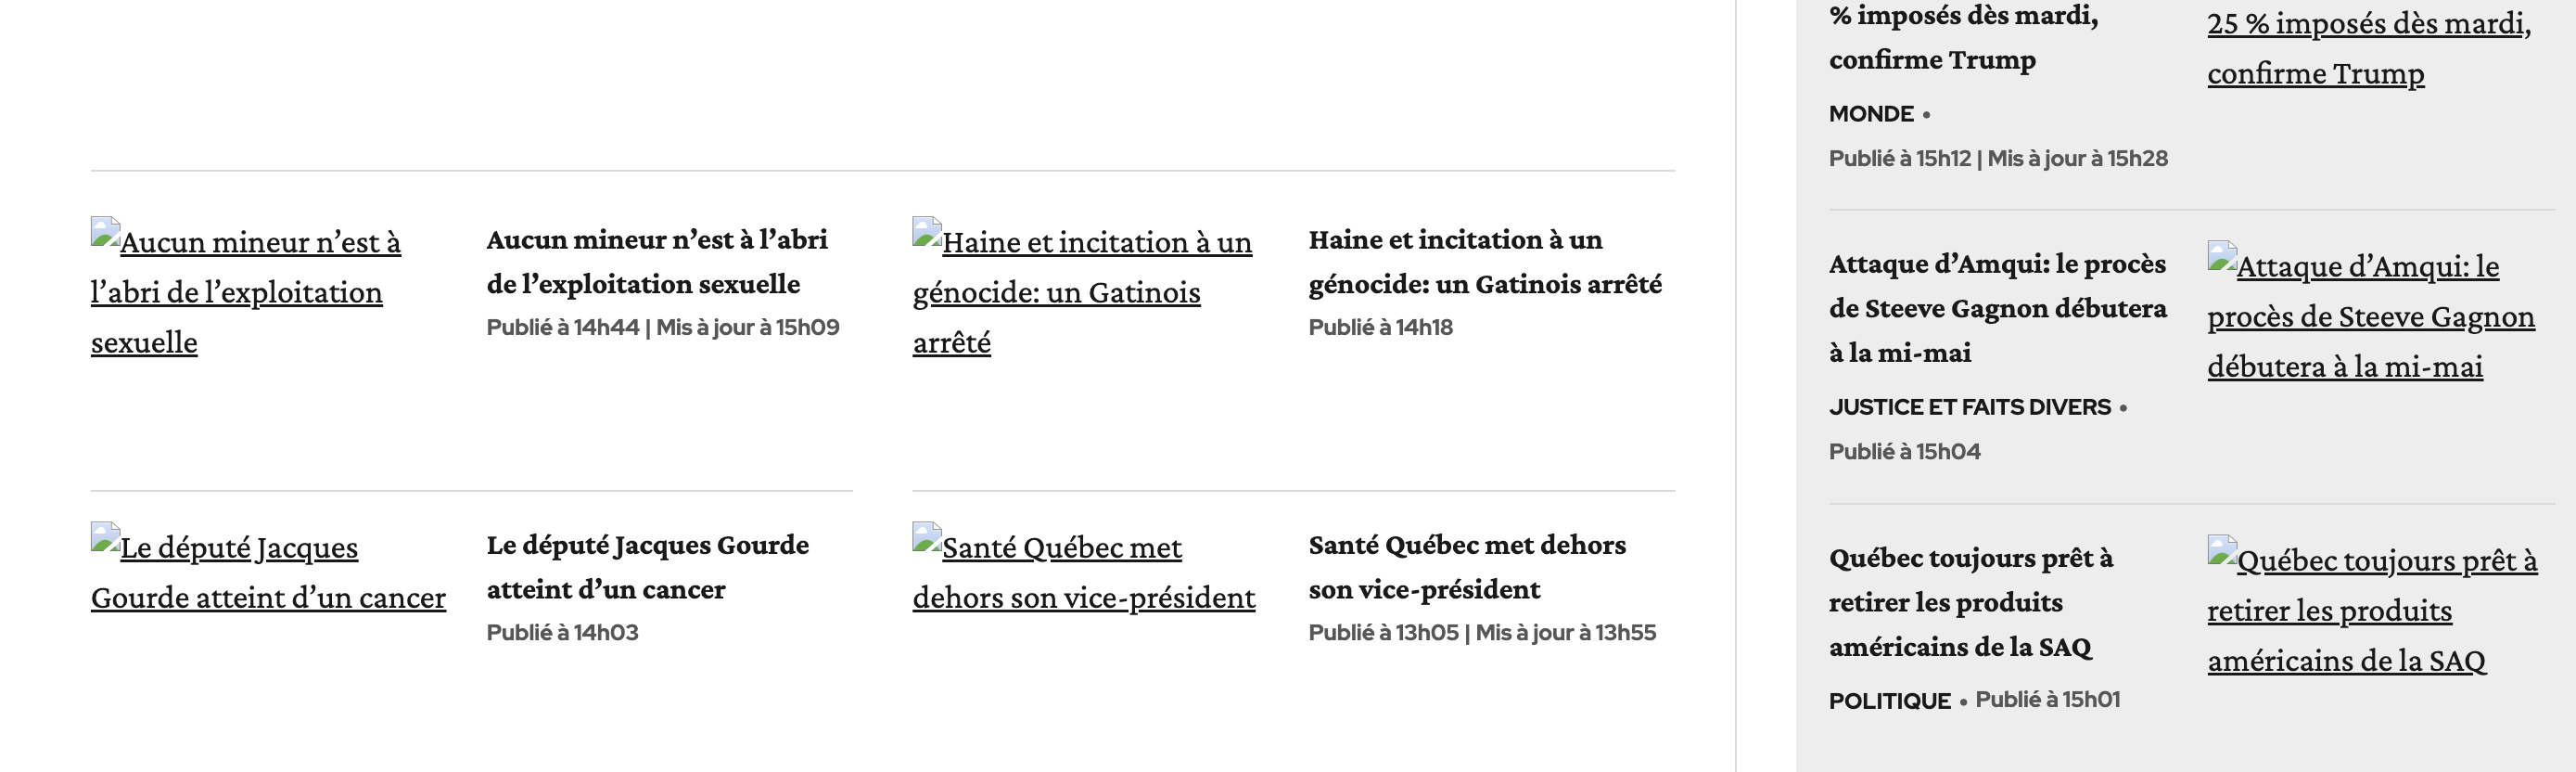 Aucun mineur n’est à
l’abri de l’exploitation
sexuelle
Aucun mineur n’est à l’abri
de l’exploitation sexuelle
Publié à 14h44 | Mis à jour à 15h09
Haine et incitation à un
génocide: un Gatinois
arrêté
Haine et incitation à un
génocide: un Gatinois arrêté
Publié à 14h18
Le député Jacques
Gourde atteint d’un cancer
Le député Jacques Gourde
atteint d’un cancer
Publié à 14h03
Santé Québec met
dehors son vice-président
Santé Québec met dehors
son vice-président
Publié à 13h05 | Mis à jour à 13h55
% imposés dès mardi,
confirme Trump
MONDE •
Publié à 15h12 | Mis à jour à 15h28
25 % imposés dès mardi,
confirme Trump
Attaque d’Amqui: le procès
de Steeve Gagnon débutera
à la mi-mai
JUSTICE ET FAITS DIVERS •
Publié à 15h04
Attaque d’Amqui: le
procès de Steeve Gagnon
débutera à la mi-mai
Québec toujours prêt à
retirer les produits
américains de la SAQ
POLITIQUE • Publié à 15h01
Québec toujours prêt à
retirer les produits
américains de la SAQ